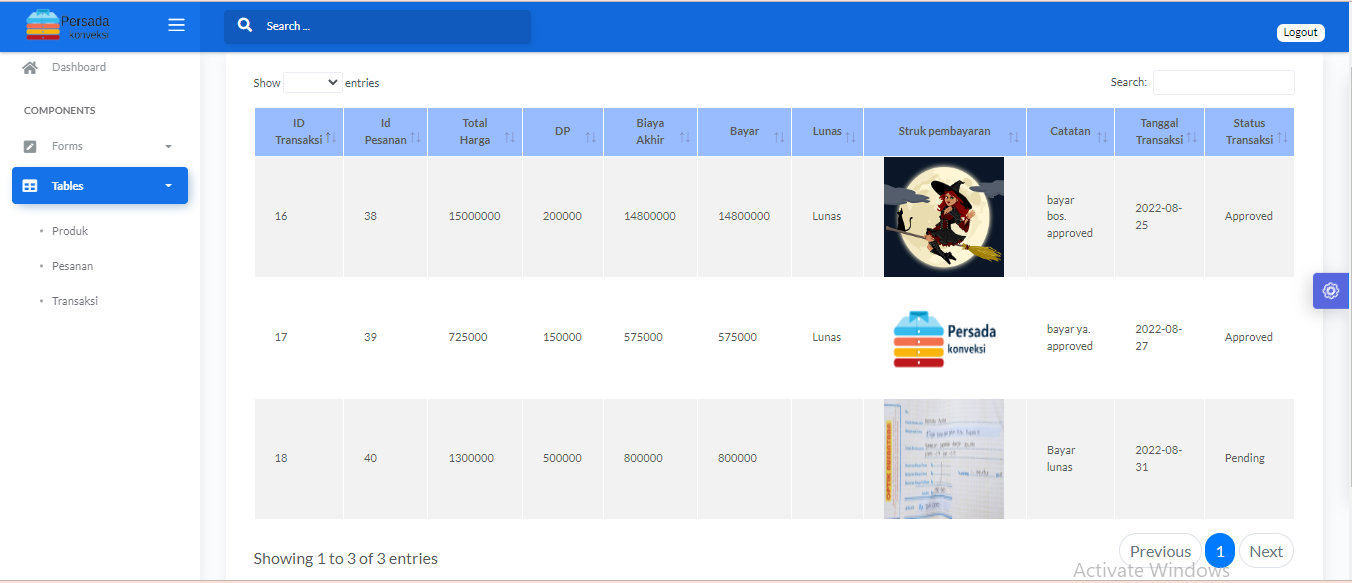 Persada
konveksi
Search ...
Logout
Dashboard
COMPONENTS
Forms
Tables
Produk
Pesanan
Transaksi
Show entries
Search:
ID Transaksi
Id Pesanan
Total Harga
DP
Biaya Akhir
Bayar
Lunas
Struk pembayaran
Catatan
Tanggal Transaksi
Status Transaksi
16 38 15000000 200000 14800000 14800000 Lunas
bayar
bos.
approved
2022-08-
25
Approved
17 39 725000 150000 575000 575000 Lunas
Persada
konveksi
bayar ya.
approved
2022-08-
27
Approved
18 40 1300000 500000 800000 800000
OPTIK
Bayar
lunas
2022-08-
31
Pending
Showing 1 to 3 of 3 entries
Previous 1 Next
Activate Windows